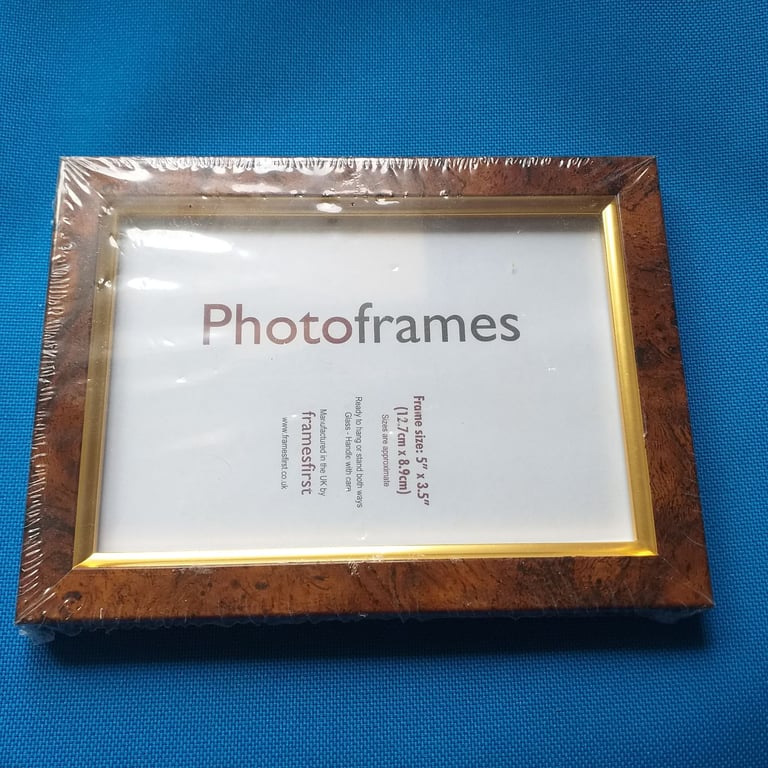 Photoframes
Frame size: 5" x 3.5"
(12.7cm x 8.9cm)
Sizes are approximate
Ready to hang or stand both ways
Glass - Handle with care
Manufactured in the UK by
framesfirst
www.framesfirst.co.uk